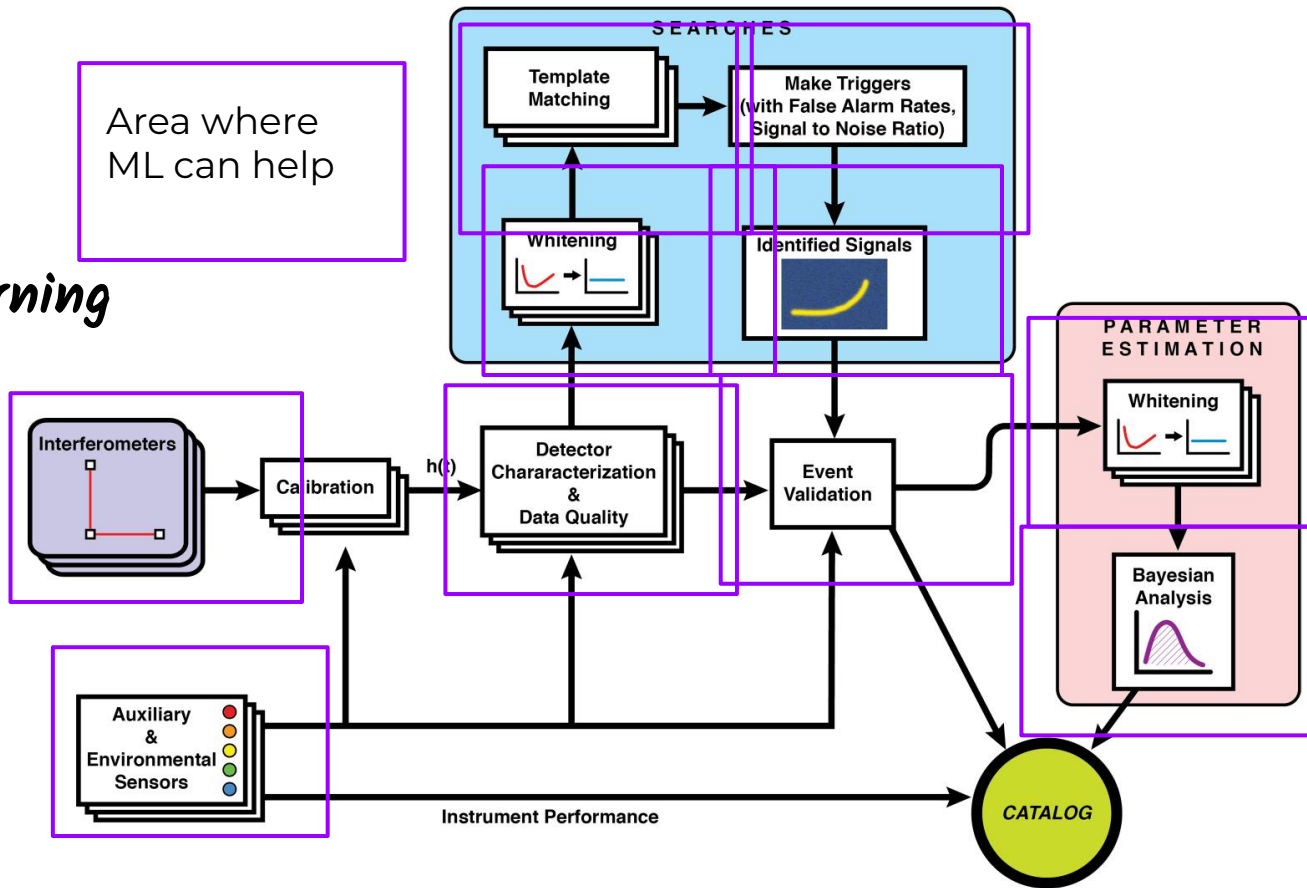 SEARCHES
Template
Matching
Make Triggers
(with False Alarm Rates,
Signal to Noise Ratio)
Area where
ML can help
Whitening
Identified Signals
rning
PARAMETER
ESTIMATION
Whitening
Interferometers
Calibration
h(t)
Detector
Chararacterization
&
Data Quality
Event
Validation
Bayesian
Analysis
Auxiliary
&
Environmental
Sensors
Instrument Performance
CATALOG